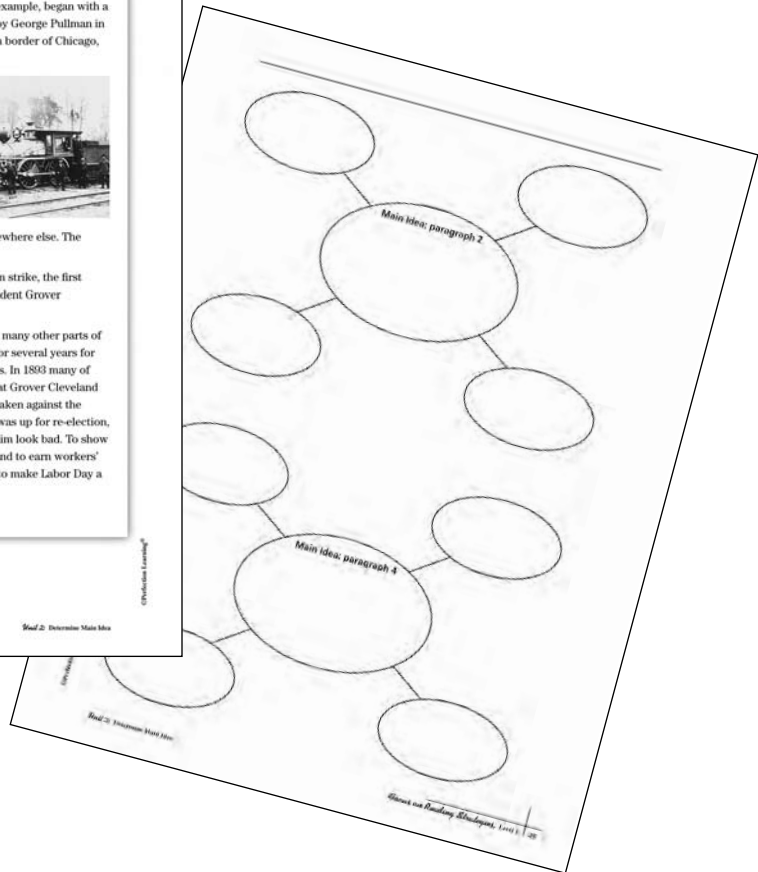 xample, began with a
y George Pullman in
border of Chicago,
ewhere else. The
n strike, the first
dent Grover
many other parts of
or several years for
s. In 1893 many of
at Grover Cleveland
aken against the
was up for re-election,
im look bad. To show
nd to earn workers'
o make Labor Day a
©Perfection Learning®
Unit 2: Determine Main Idea
Main Idea: paragraph 2
Main Idea: paragraph 4
Unit 2: Determine Main Idea
Focus on Reading Strategies, Level